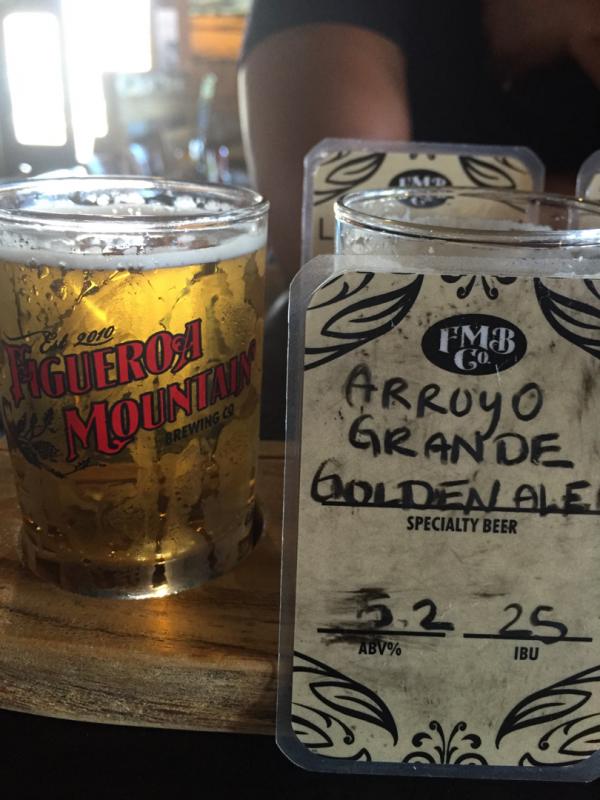 Est. 2010
FIGUEROA
MOUNTAIN
BREWING CO
FMB
FMB
Co.
ARROYO
GRANDE
GOLDEN ALE
SPECIALTY BEER
5.2 25
ABV% IBU